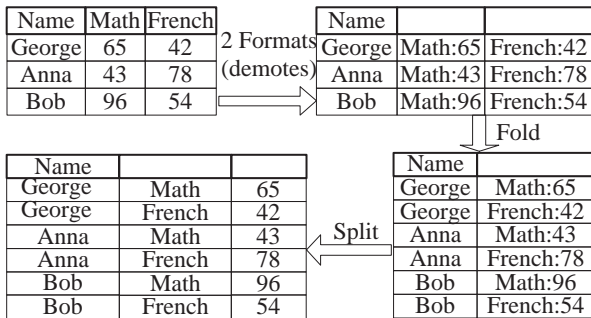 Name Math French
George 65 42
Anna 43 78
Bob 96 54
2 Formats
(demotes)
Name
George Math:65 French:42
Anna Math:43 French:78
Bob Math:96 French:54
Fold
Name
George Math:65
George French:42
Anna Math:43
Anna French:78
Bob Math:96
Bob French:54
Split
Name
George Math 65
George French 42
Anna Math 43
Anna French 78
Bob Math 96
Bob French 54